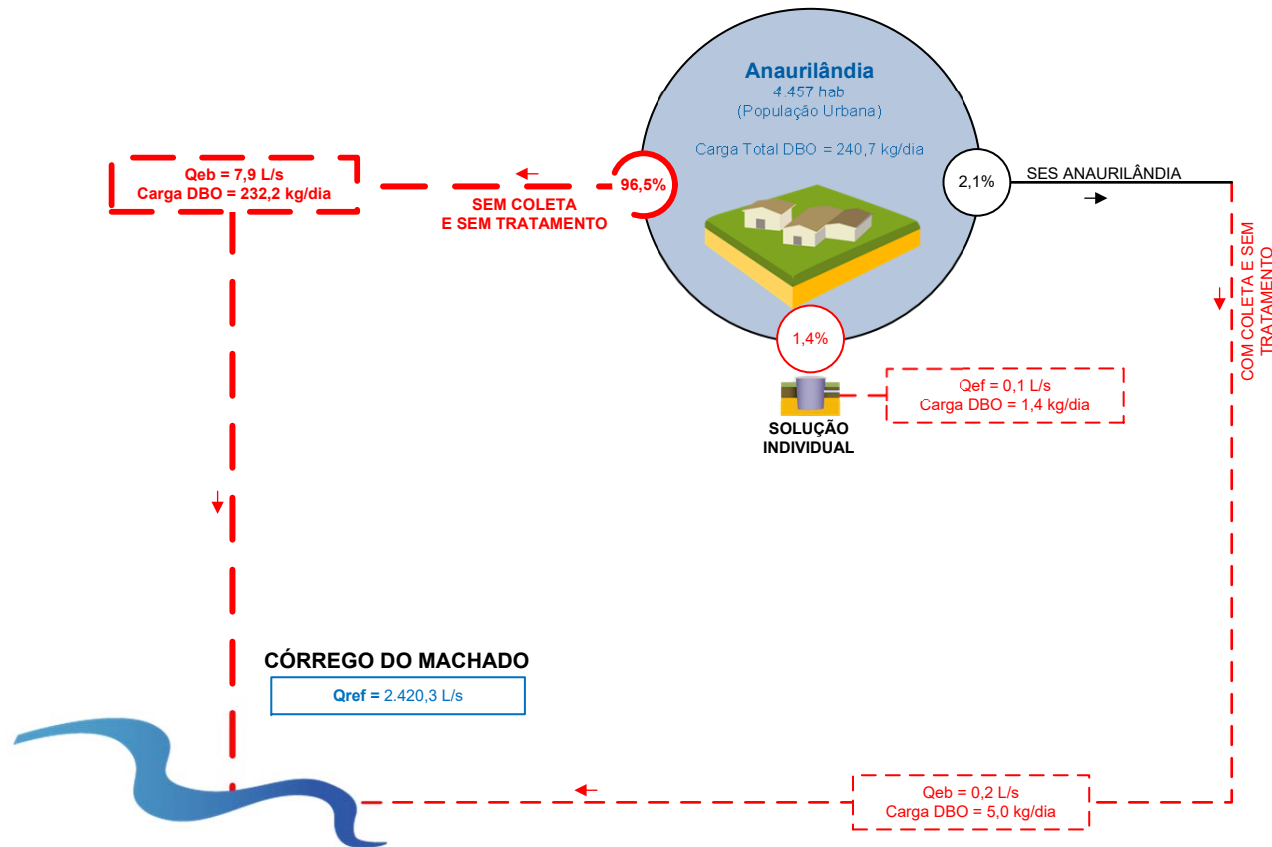 Anaurilândia
4.457 hab
(População Urbana)
Carga Total DBO = 240,7 kg/dia
96,5%
2,1%
1,4%
SES ANAURILÂNDIA
Qeb = 7,9 L/s
Carga DBO = 232,2 kg/dia
SEM COLETA
E SEM TRATAMENTO
COM COLETA E SEM
TRATAMENTO
Qef = 0,1 L/s
Carga DBO = 1,4 kg/dia
SOLUÇÃO
INDIVIDUAL
CÓRREGO DO MACHADO
Qref = 2.420,3 L/s
Qeb = 0,2 L/s
Carga DBO = 5,0 kg/dia